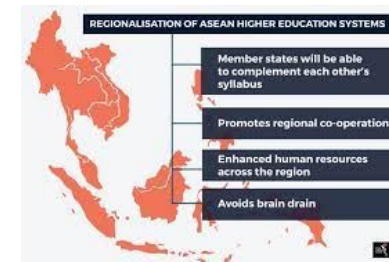 REGIONALISATION OF ASEAN HIGHER EDUCATION SYSTEMS
Member states will be able
to complement each other's
syllabus
Promotes regional co-operation
Enhanced human resources
across the region
Avoids brain drain